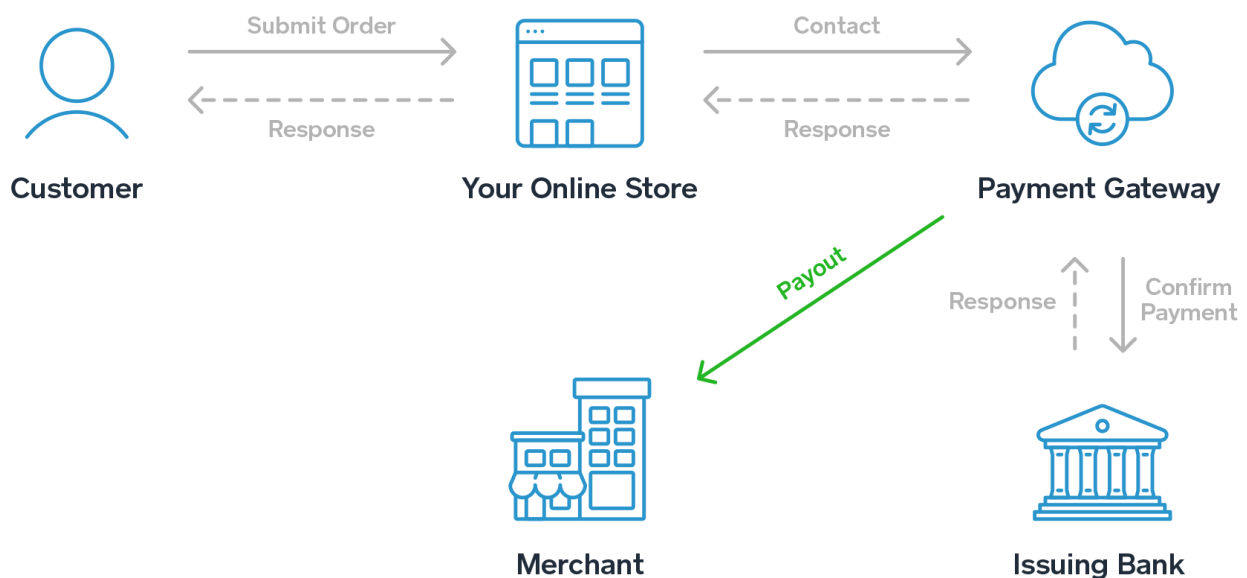 Submit Order
Contact
Response
Response
Customer
Your Online Store
Payment Gateway
Payout
Response
Confirm
Payment
Merchant
Issuing Bank